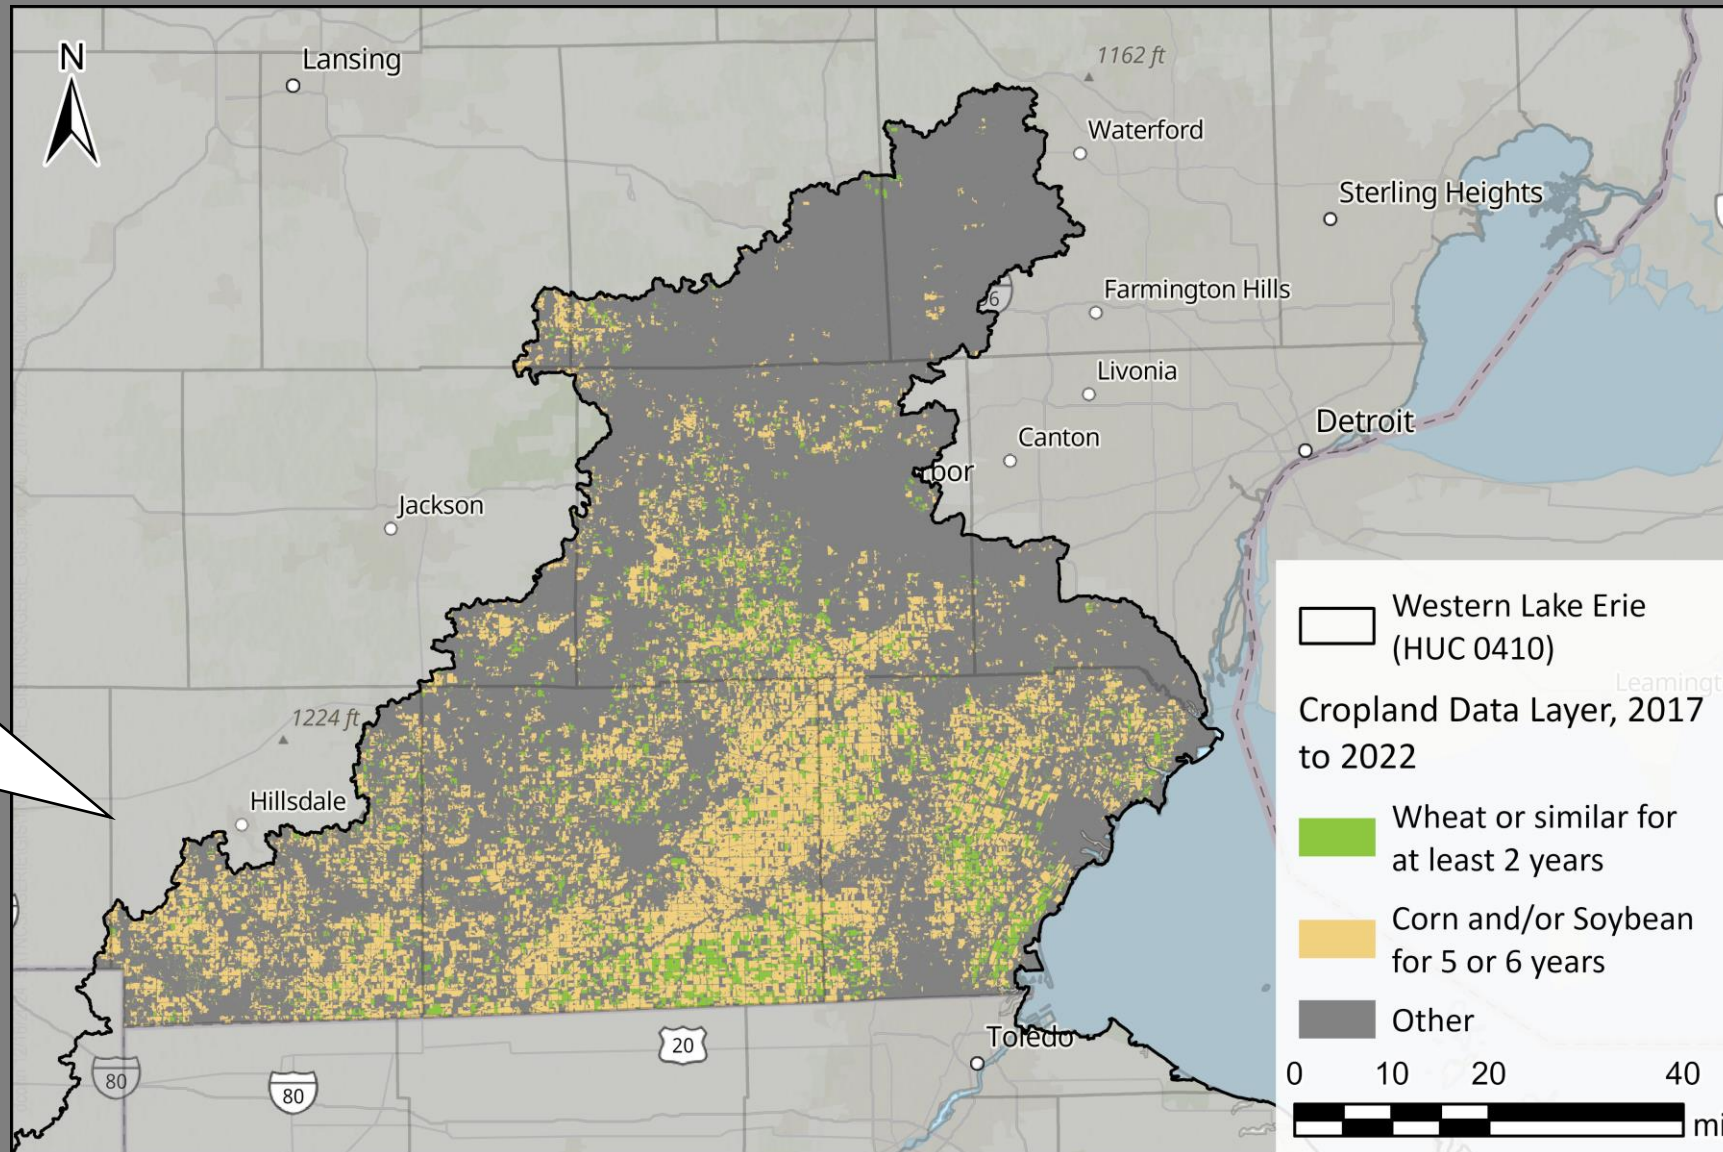 N
Lansing
1162 ft
Waterford
Sterling Heights
Farmington Hills
Livonia
Detroit
Canton
bor
Jackson
1224 ft
Hillsdale
80
80
20
Toledo
Western Lake Erie
(HUC 0410)
Leamingt
Cropland Data Layer, 2017
to 2022
Wheat or similar for
at least 2 years
Corn and/or Soybean
for 5 or 6 years
Other
0 10 20 40
mi